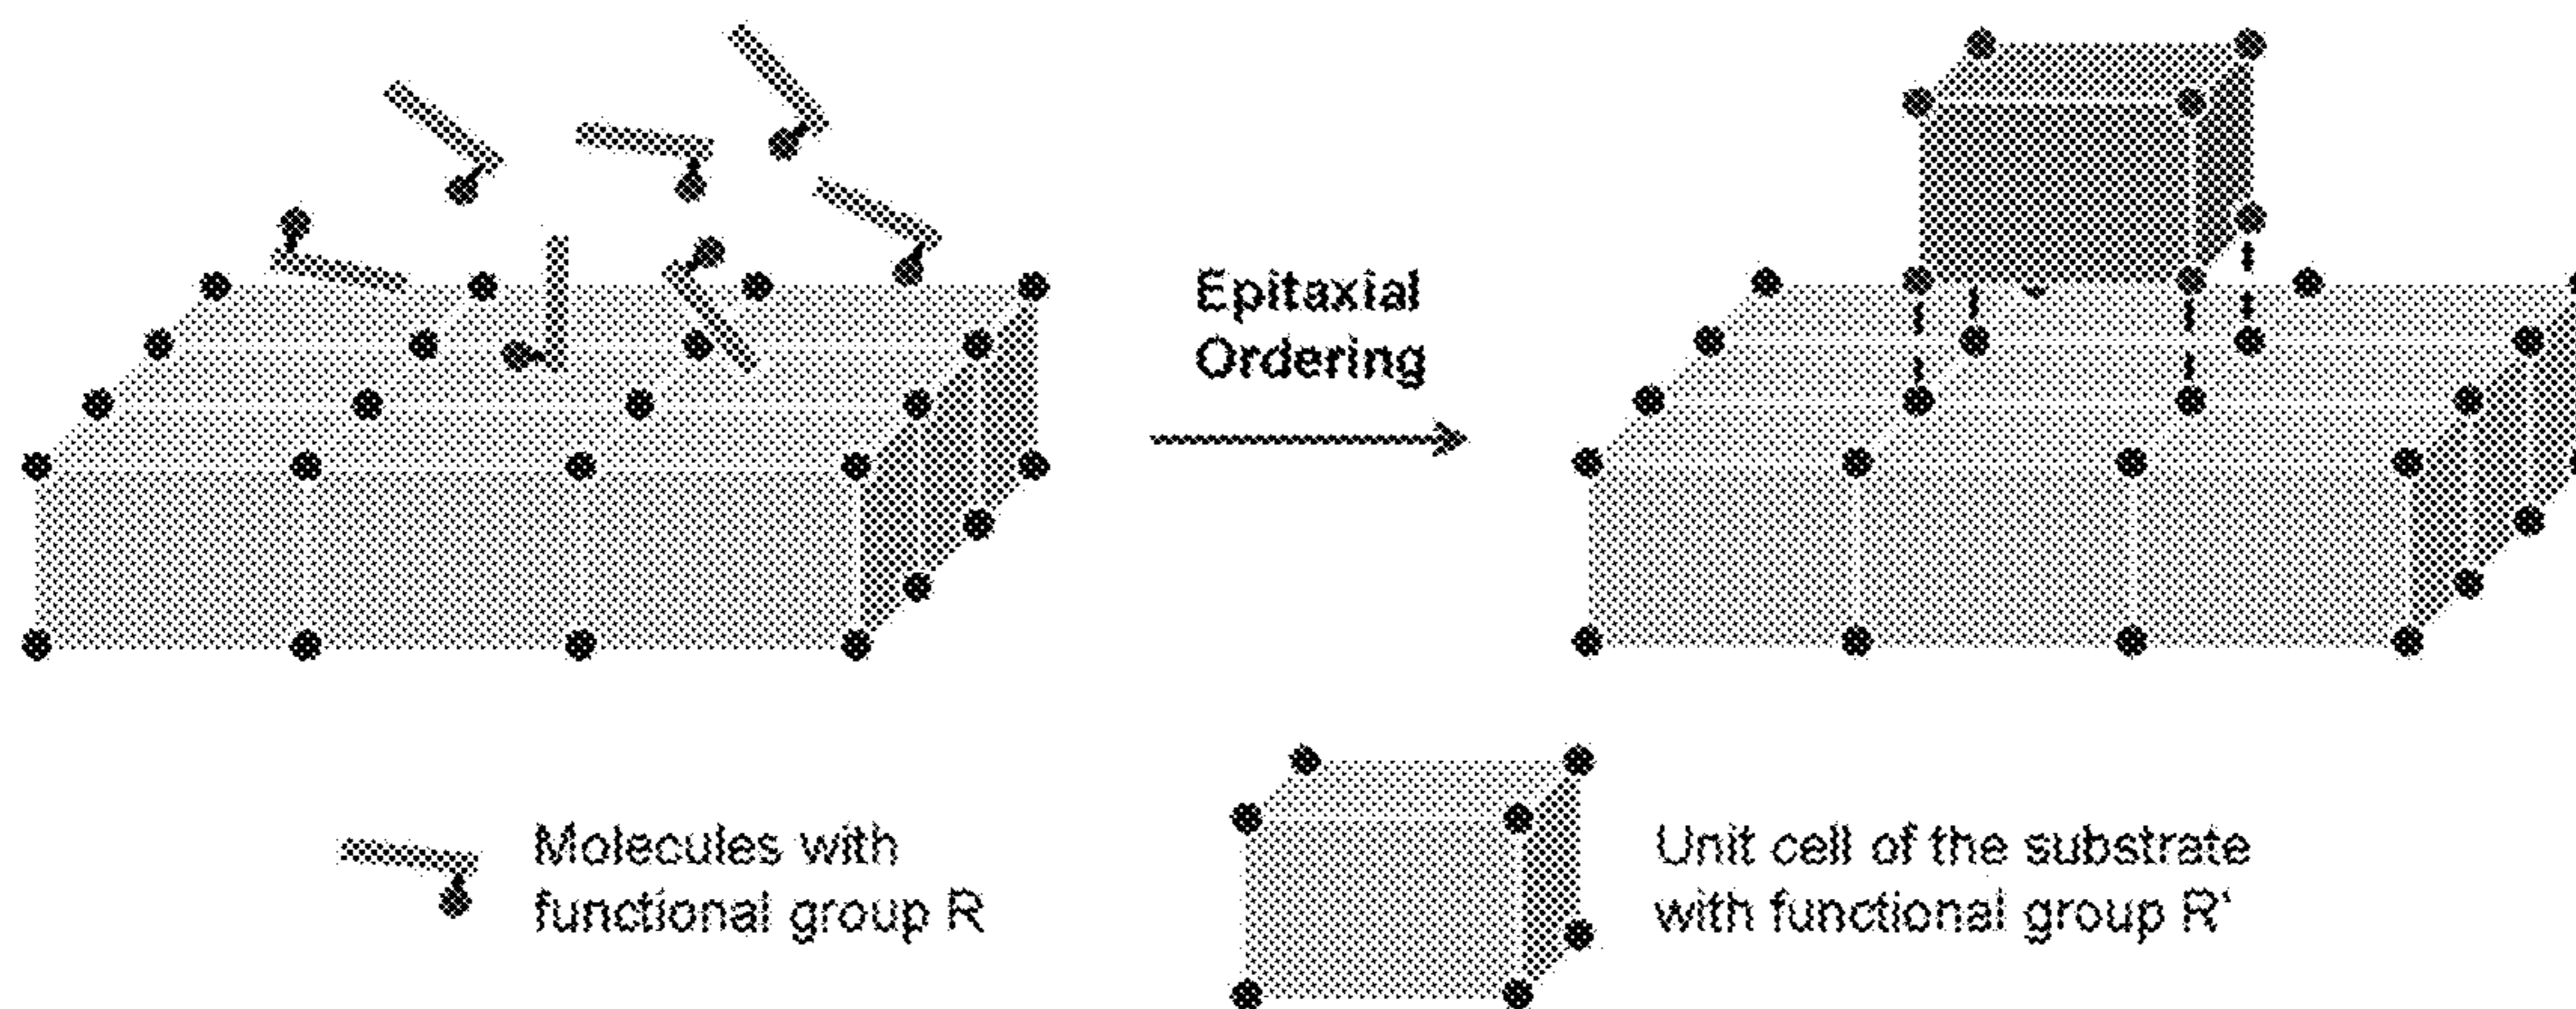 Epitaxial
Ordering
Molecules with
functional group R
Unit cell of the substrate
with functional group R'